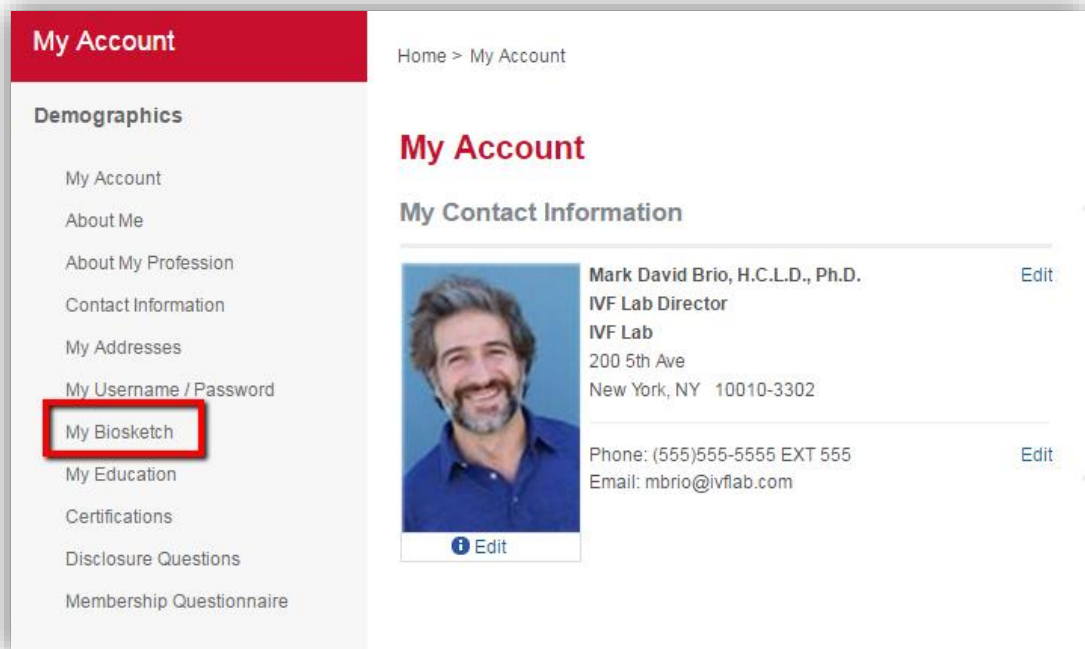 My Account
Demographics
My Account
About Me
About My Profession
Contact Information
My Addresses
My Username / Password
My Biosketch
My Education
Certifications
Disclosure Questions
Membership Questionnaire
Home > My Account
My Account
My Contact Information
Mark David Brio, H.C.L.D., Ph.D. Edit
IVF Lab Director
IVF Lab
200 5th Ave
New York, NY 10010-3302
Phone: (555)555-5555 EXT 555 Edit
Email: mbrio@ivflab.com
Edit